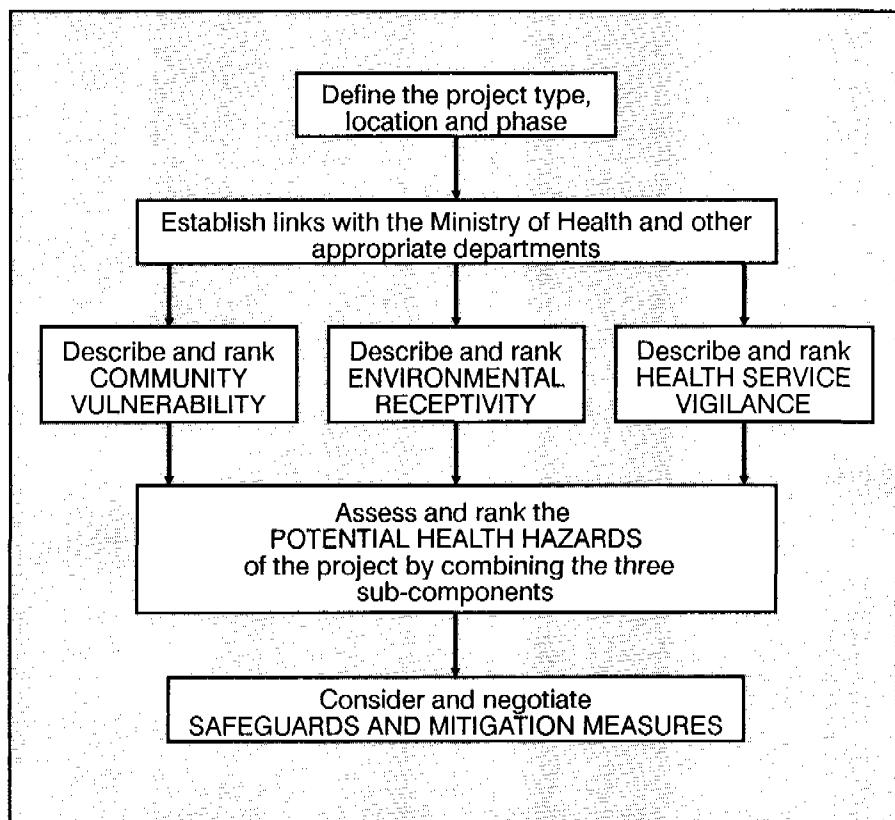 Define the project type,
location and phase
Establish links with the Ministry of Health and other
appropriate departments
Describe and rank
COMMUNITY
VULNERABILITY
Describe and rank
ENVIRONMENTAL
RECEPTIVITY
Describe and rank
HEALTH SERVICE
VIGILANCE
Assess and rank the
POTENTIAL HEALTH HAZARDS
of the project by combining the three
sub-components
Consider and negotiate
SAFEGUARDS AND MITIGATION MEASURES